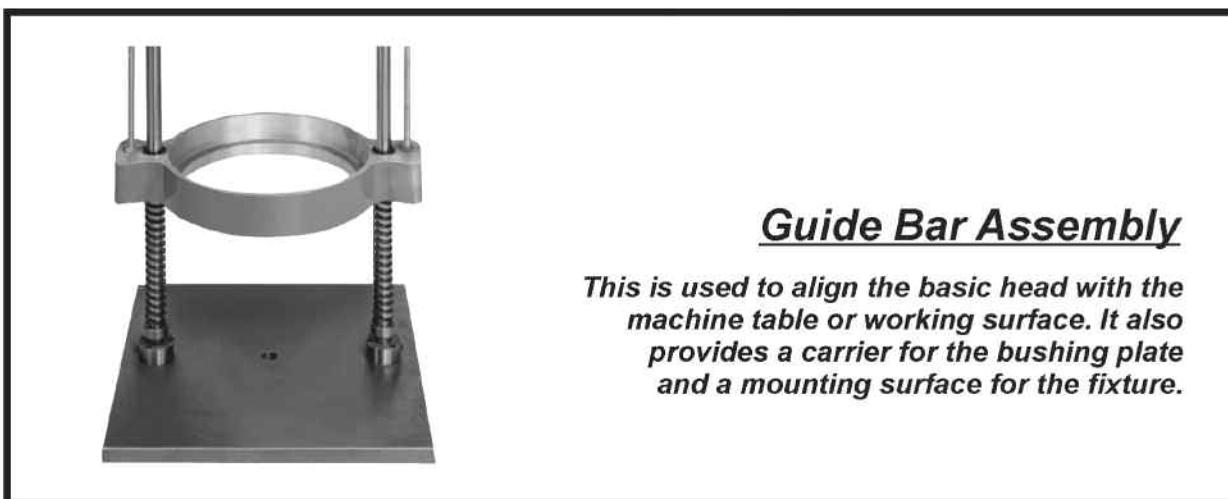 Guide Bar Assembly
This is used to align the basic head with the
machine table or working surface. It also
provides a carrier for the bushing plate
and a mounting surface for the fixture.